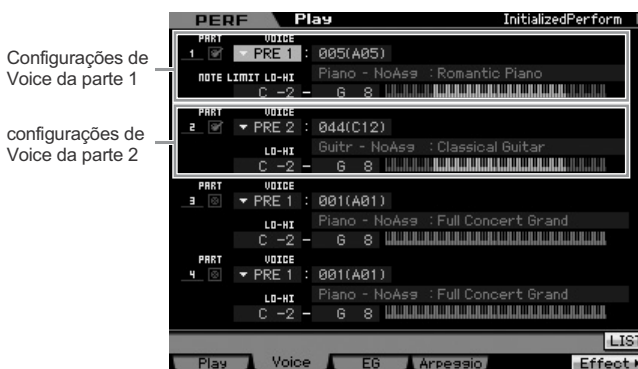 PERF Play InitializedPerform
Configurações de
Voice da parte 1
PART VOICE
1 PRE 1 : 005(A05)
Piano - NoAsg : Romantic Piano
NOTE LIMIT LO-HI
C -2 - G 8
configurações de
Voice da parte 2
PART VOICE
2 PRE 2 : 044(C12)
Guitr - NoAsg : Classical Guitar
LO-HI
C -2 - G 8
PART VOICE
3 PRE 1 : 001(A01)
Piano - NoAsg : Full Concert Grand
LO-HI
C -2 - G 8
PART VOICE
4 PRE 1 : 001(A01)
Piano - NoAsg : Full Concert Grand
LO-HI
C -2 - G 8
LIS
Play Voice EG Arpeggio Effect